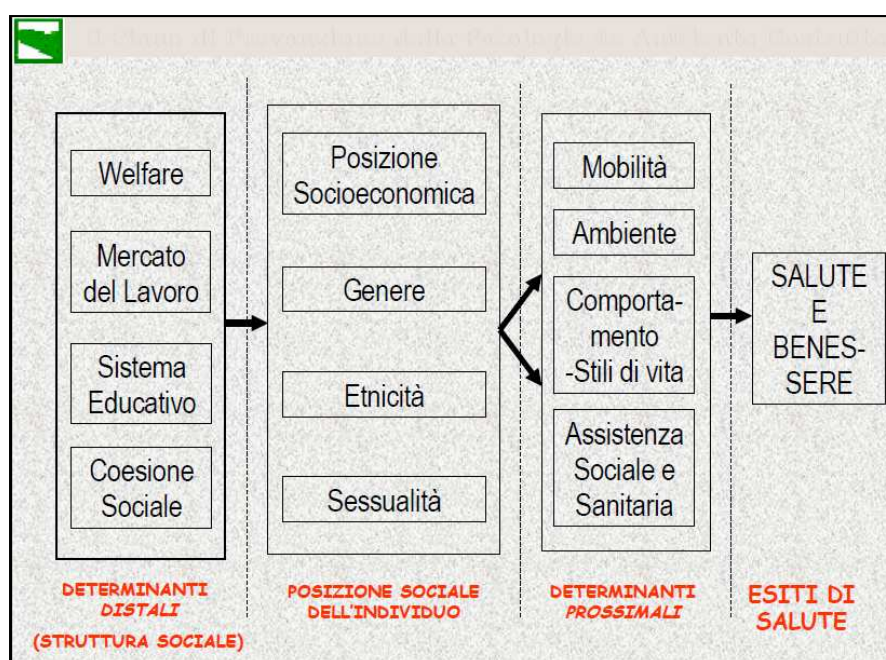 Welfare
Mercato
del Lavoro
Sistema
Educativo
Coesione
Sociale
DETERMINANTI
DISTALI
(STRUTTURA SOCIALE)
Posizione
Socioeconomica
Genere
Etnicità
Sessualità
POSIZIONE SOCIALE
DELL'INDIVIDUO
Mobilità
Ambiente
Comporta-
mento
-Stili di vita
Assistenza
Sociale e
Sanitaria
DETERMINANTI
PROSSIMALI
SALUTE
E
BENES-
SERE
ESITI DI
SALUTE